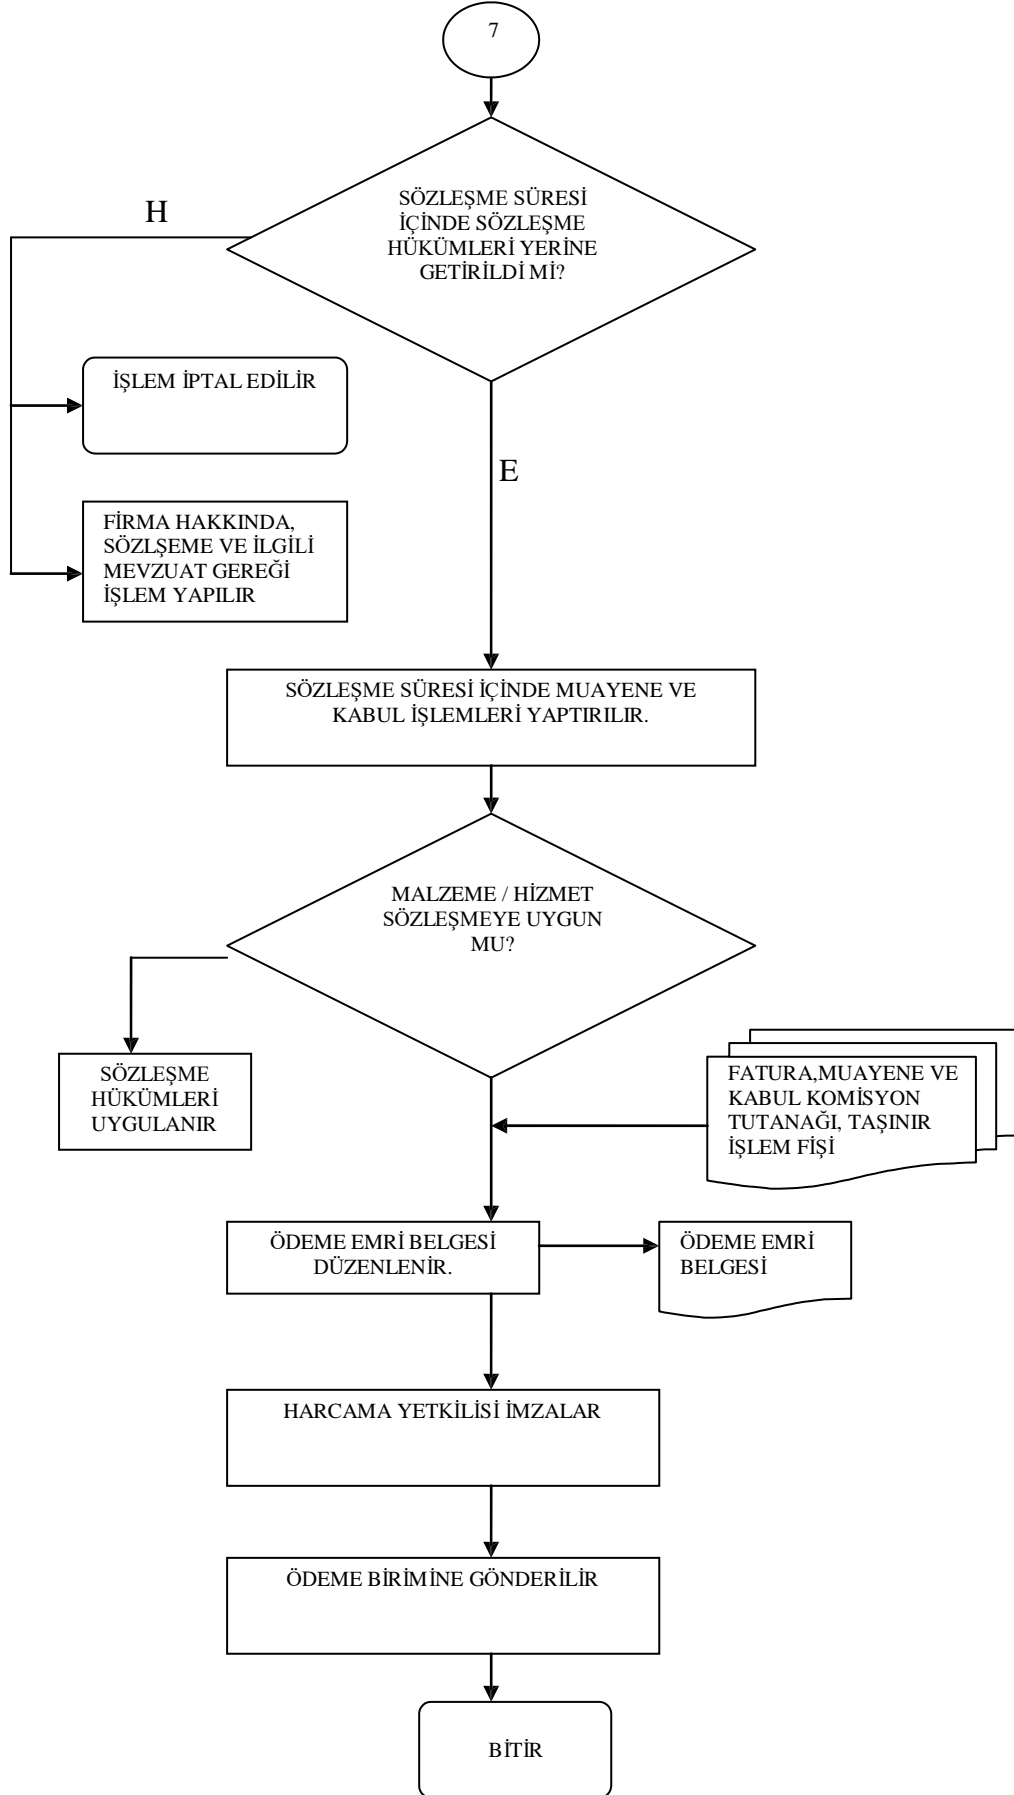 7
SÖZLEŞME SÜRESİ
İÇİNDE SÖZLEŞME
HÜKÜMLERİ YERİNE
GETİRİLDİ Mİ?
H
İŞLEM İPTAL EDİLİR
E
FİRMA HAKKINDA,
SÖZLŞEME VE İLGİLİ
MEVZUAT GEREĞİ
İŞLEM YAPILIR
SÖZLEŞME SÜRESİ İÇİNDE MUAYENE VE
KABUL İŞLEMLERİ YAPTIRILIR.
MALZEME / HİZMET
SÖZLEŞMEYE UYGUN
MU?
SÖZLEŞME
HÜKÜMLERİ
UYGULANIR
FATURA,MUAYENE VE
KABUL KOMİSYON
TUTANAĞI, TAŞINIR
İŞLEM FİŞİ
ÖDEME EMRİ BELGESİ
DÜZENLENİR.
ÖDEME EMRİ
BELGESİ
HARCAMA YETKİLİSİ İMZALAR
ÖDEME BİRİMİNE GÖNDERİLİR
BİTİR